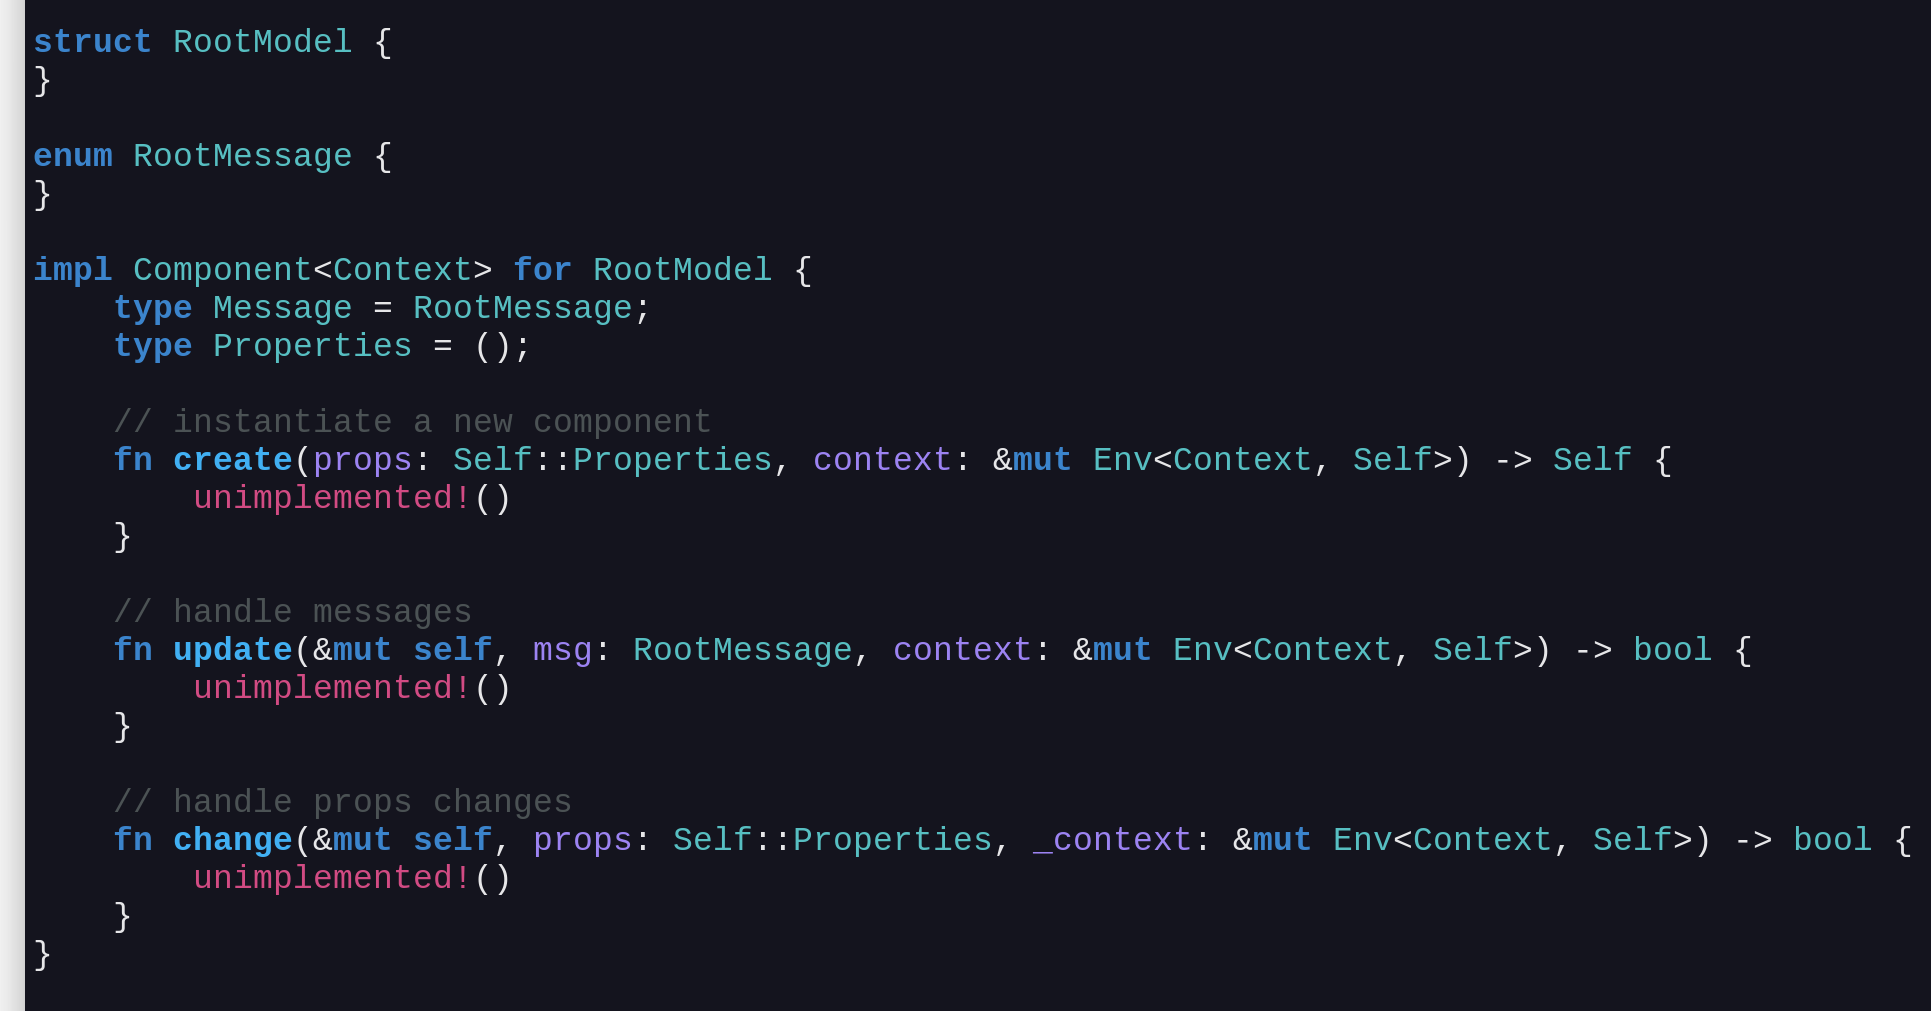 struct RootModel {
}

enum RootMessage {
}

impl Component<Context> for RootModel {
    type Message = RootMessage;
    type Properties = ();

    // instantiate a new component
    fn create(props: Self::Properties, context: &mut Env<Context, Self>) -> Self {
        unimplemented!()
    }

    // handle messages
    fn update(&mut self, msg: RootMessage, context: &mut Env<Context, Self>) -> bool {
        unimplemented!()
    }

    // handle props changes
    fn change(&mut self, props: Self::Properties, _context: &mut Env<Context, Self>) -> bool {
        unimplemented!()
    }
}